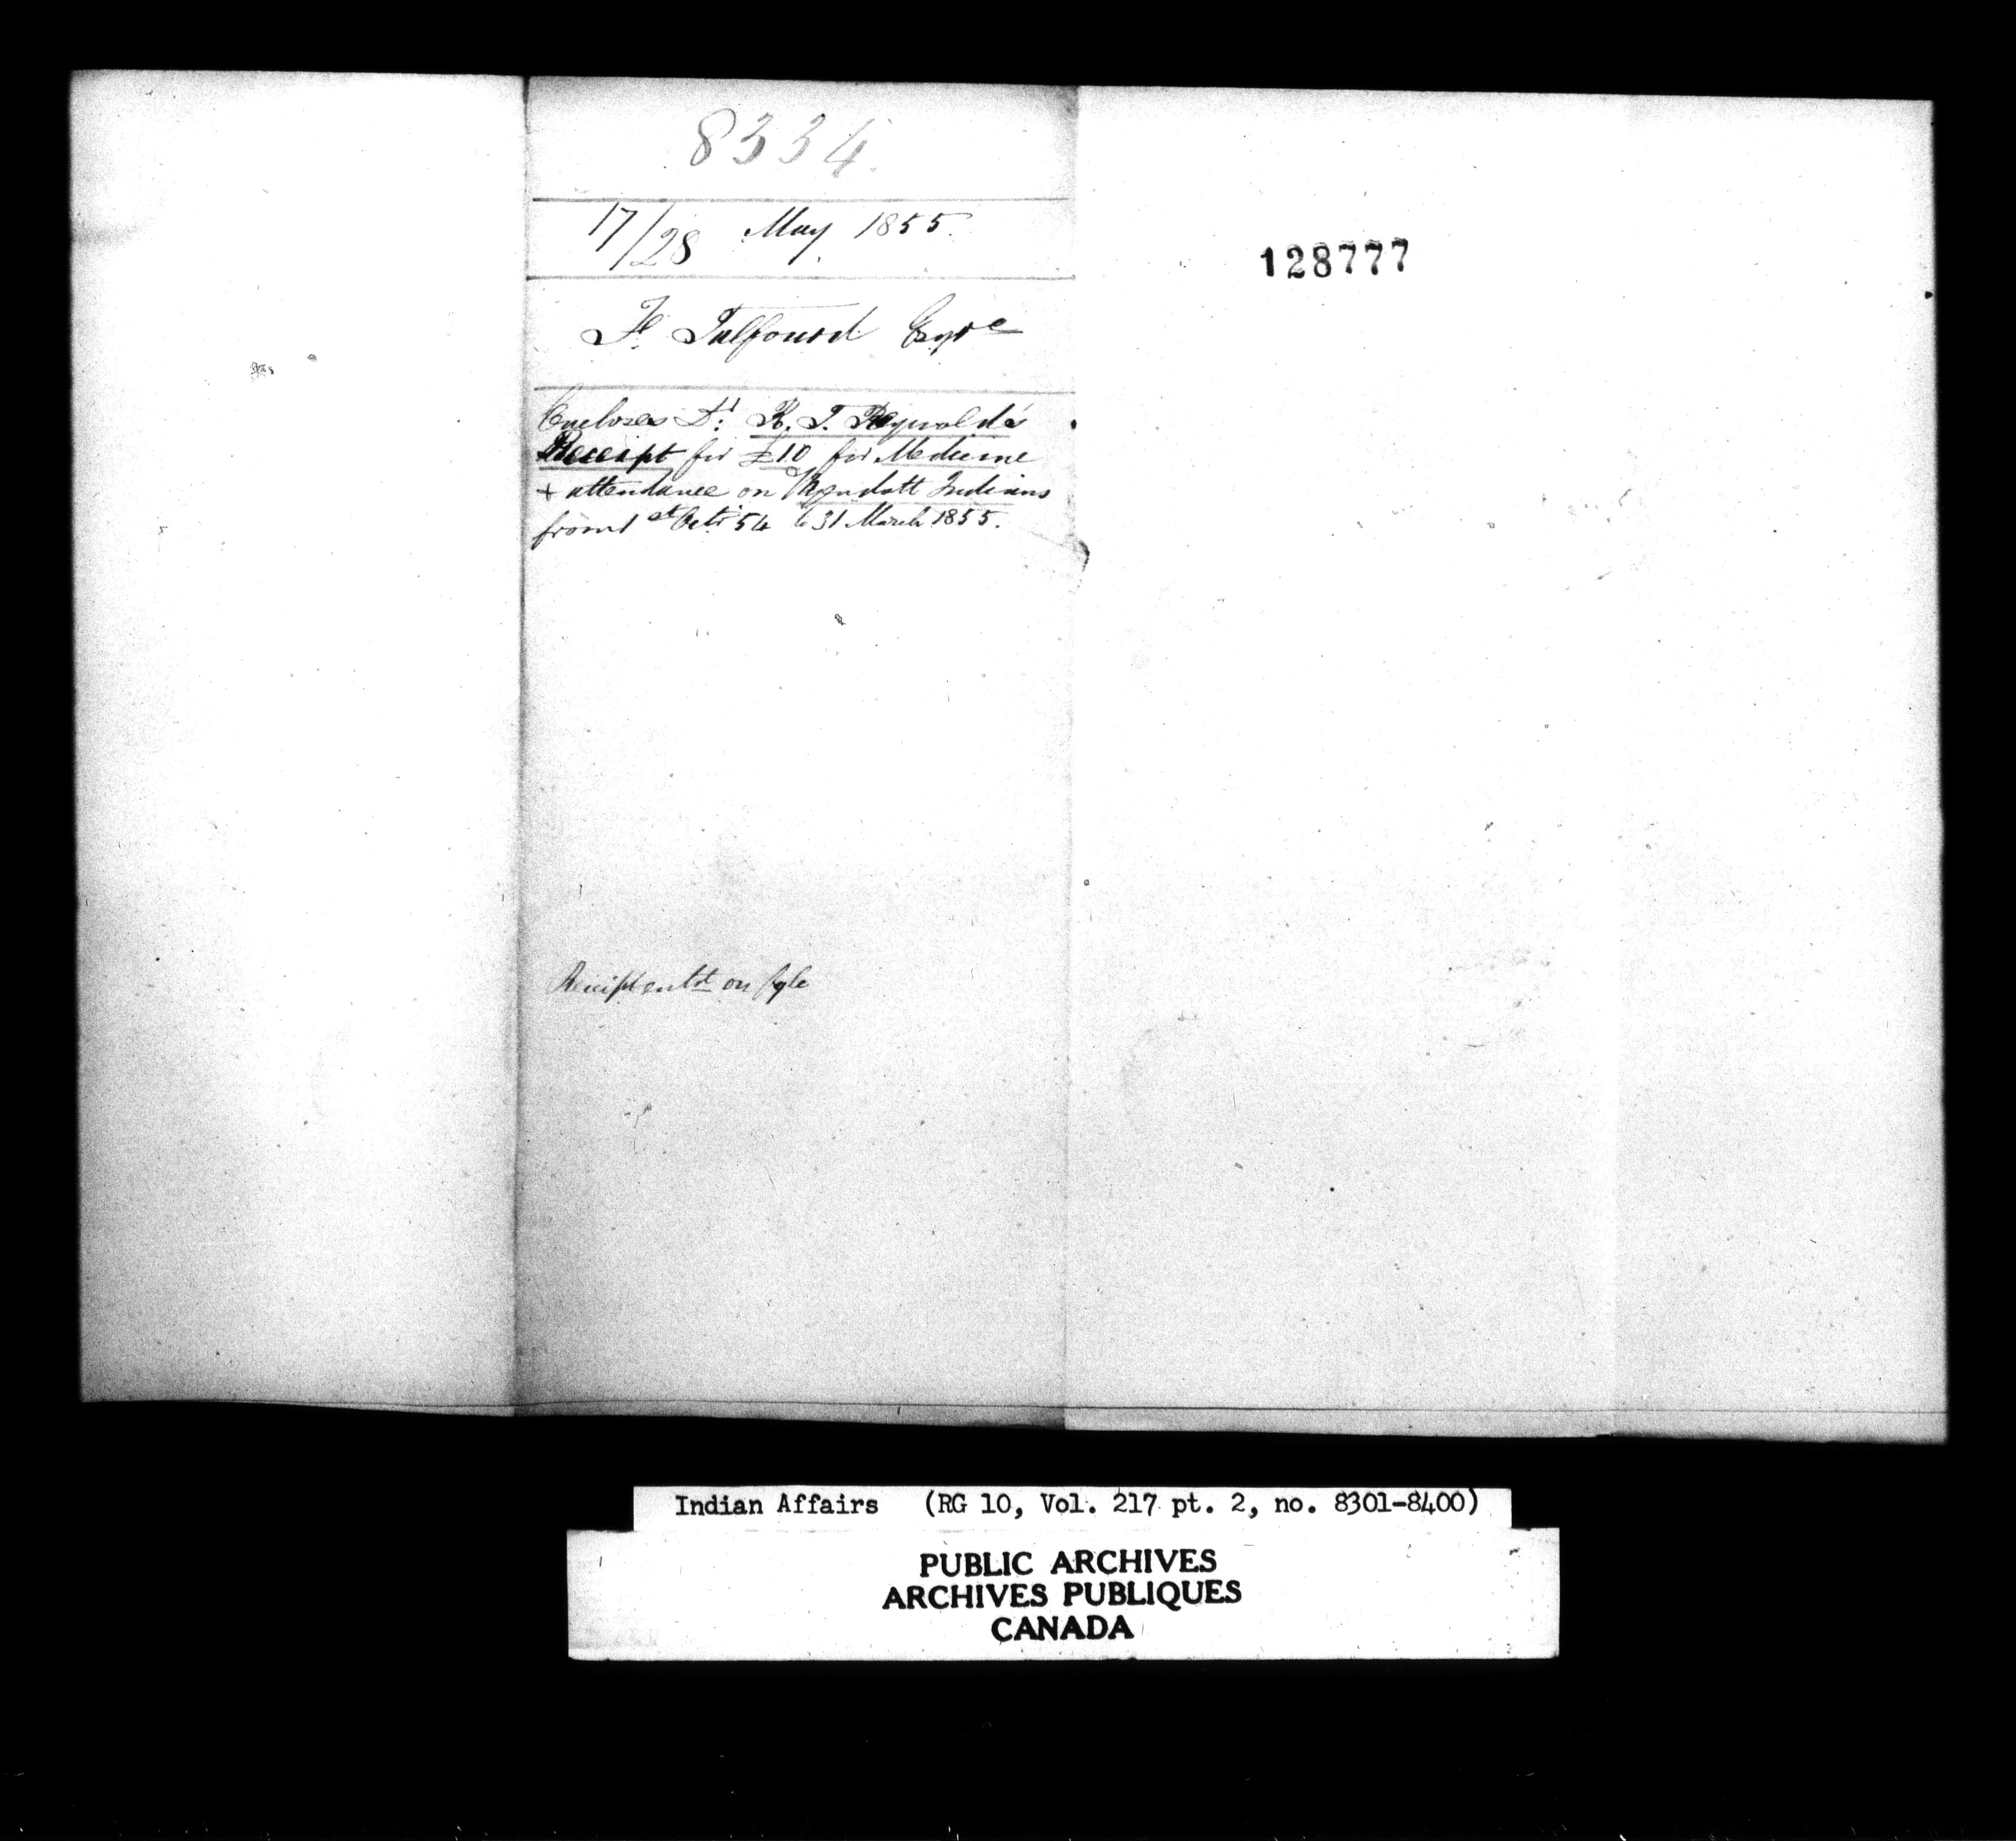 8334.
17/28 May 1855.
128777
F. Talfourd Esqre
Encloses Dr. R. T. Reynolds's
Receipt for £10 for Medicine
+ attendance on Wyndott Indians
from 1st Octr 54 to 31 March 1855.
Receipt entd on
Indian Affairs (RG 10, Vol. 217 pt. 2, no. 8301-8400)
PUBLIC ARCHIVES
ARCHIVES PUBLIQUES
CANADA